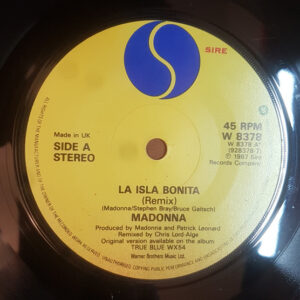 SIRE
45 RPM
W 8378
W 8378 A
(928378-7)
℗ 1987 Sire
Records Company
Made in UK
SIDE A
STEREO
LA ISLA BONITA
(Remix)
(Madonna/Stephen Bray/Bruce Gaitsch)
MADONNA
Produced by Madonna and Patrick Leonard
Remixed by Chris Lord-Alge
Original version available on the album
TRUE BLUE WX54
Warner Bros Music Ltd.